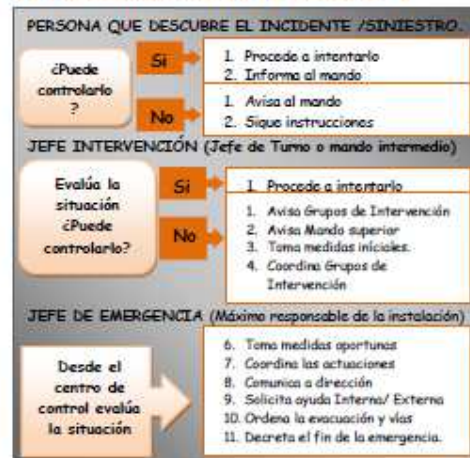 PERSONA QUE DESCUBRE EL INCIDENTE /SINIESTRO.
¿Puede
controlarlo
?
Si
1. Procede a intentarlo
2. Informa al mando
No
1. Avisa al mando
2. Sigue instrucciones
JEFE INTERVENCIÓN (Jefe de Turno o mando intermedio)
Evalúa la
situación
¿Puede
controlarlo?
Si
1. Procede a intentarlo
No
1. Avisa Grupos de Intervención
2. Avisa Mando superior
3. Toma medidas iníciales.
4. Coordina Grupos de
Intervención
JEFE DE EMERGENCIA (Máximo responsable de la instalación)
Desde el
centro de
control evalúa
la situación
6. Toma medidas oportunas
7. Coordina las actuaciones
8. Comunica a dirección
9. Solicita ayuda Interna/ Externa
10. Ordena la evacuación y vías
11. Decreta el fin de la emergencia.